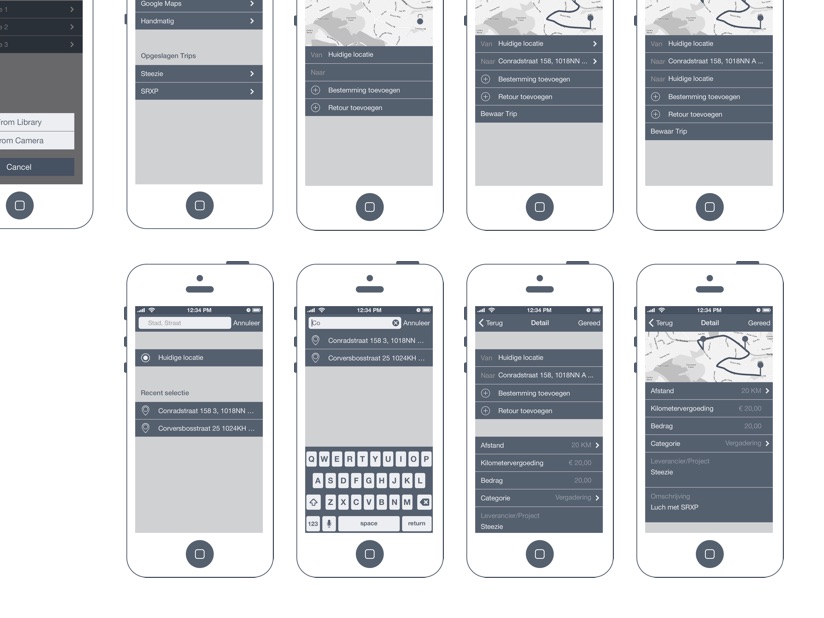 e 1
e 2
e 3
rom Library
om Camera
Cancel
Google Maps
Handmatig
Opgeslagen Trips
Steezie
SRXP
Van Huidige locatie
Naar
Bestemming toevoegen
Retour toevoegen
Van Huidige locatie
Naar Conradstraat 158, 1018NN ...
Bestemming toevoegen
Retour toevoegen
Bewaar Trip
Van Huidige locatie
Naar Conradstraat 158, 1018NN A ...
Naar Huidige locatie
Bestemming toevoegen
Retour toevoegen
Bewaar Trip
12:34 PM
Stad, Straat Annuleer
Huidige locatie
Recent selectie
Conradstraat 158 3, 1018NN ...
Corversbosstraat 25 1024KH ...
12:34 PM
Co Annuleer
Conradstraat 158 3, 1018NN ...
Corversbosstraat 25 1024KH ...
Q W E R T Y U I O P
A S D F G H J K L
Z X C V B N M
123 space return
12:34 PM
Terug Detail Gereed
Van Huidige locatie
Naar Conradstraat 158, 1018NN A ...
Bestemming toevoegen
Retour toevoegen
Afstand 20 KM
Kilometervergoeding € 20,00
Bedrag 20,00
Categorie Vergadering
Leverancier/Project
Steezie
12:34 PM
Terug Detail Gereed
Afstand 20 KM
Kilometervergoeding € 20,00
Bedrag 20,00
Categorie Vergadering
Leverancier/Project
Steezie
Omschrijving
Luch met SRXP